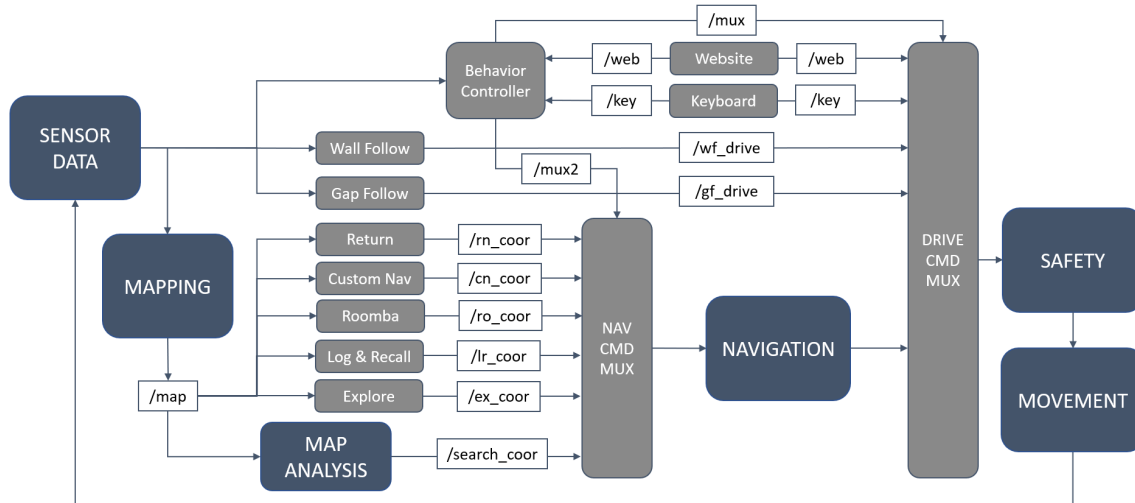 /mux
Behavior
Controller
/web
Website
/web
/key
Keyboard
/key
SENSOR
DATA
Wall Follow
/wf_drive
/mux2
Gap Follow
/gf_drive
Return
/rn_coor
MAPPING
Custom Nav
/cn_coor
Roomba
/ro_coor
Log & Recall
/lr_coor
/map
Explore
/ex_coor
MAP
ANALYSIS
/search_coor
NAV
CMD
MUX
NAVIGATION
DRIVE
CMD
MUX
SAFETY
MOVEMENT